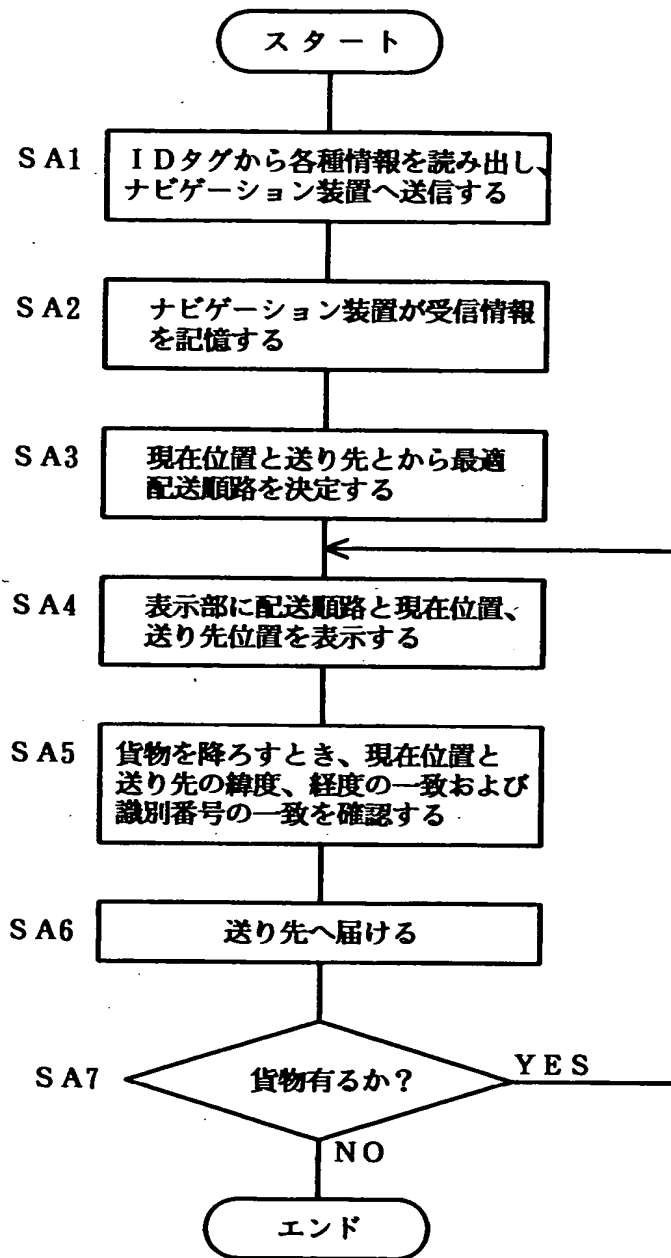 スタート
SA1
IDタグから各種情報を読み出し、
ナビゲーション装置へ送信する
SA2
ナビゲーション装置が受信情報
を記憶する
SA3
現在位置と送り先とから最適
配送順路を決定する
SA4
表示部に配送順路と現在位置、
送り先位置を表示する
SA5
貨物を降ろすとき、現在位置と
送り先の緯度、経度の一致および
識別番号の一致を確認する
SA6
送り先へ届ける
SA7
貨物有るか?
YES
NO
エンド